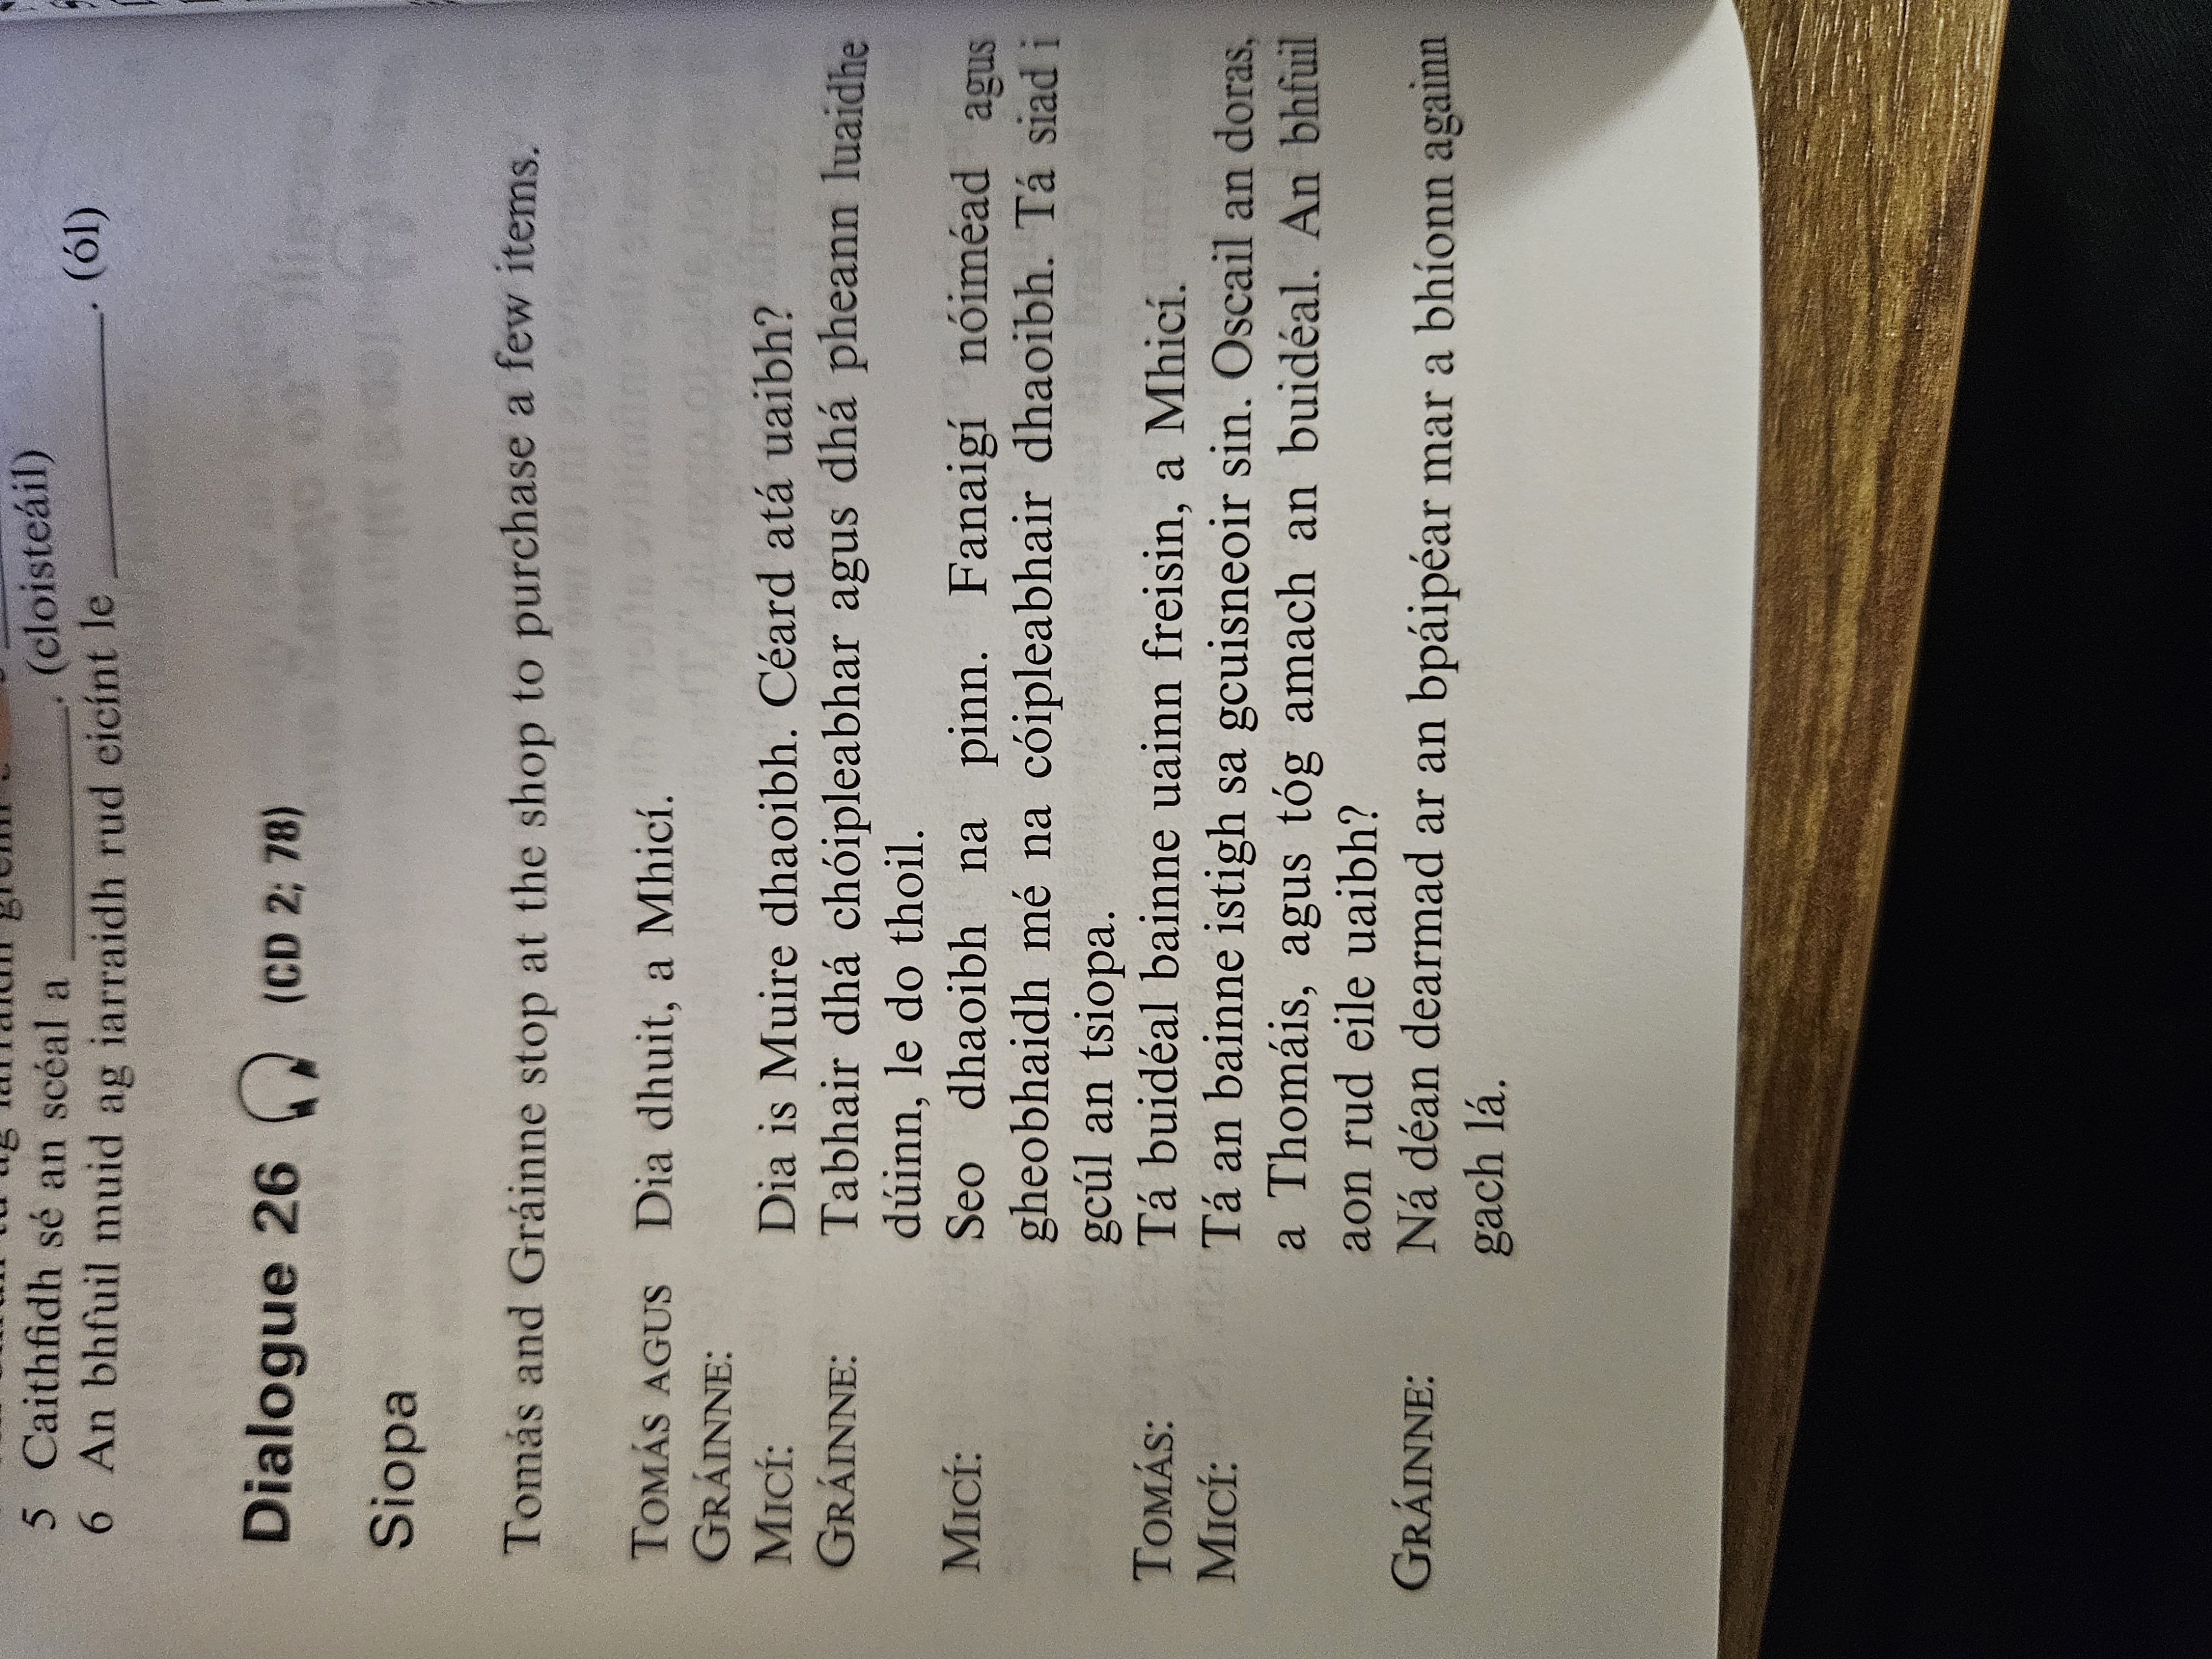 tú ag iarraidh
5 Caithfidh sé an scéal a __________. (cloisteáil)
6 An bhfuil muid ag iarraidh rud eicínt le __________. (ól)
Dialogue 26 (CD 2; 78)
Siopa
Tomás and Gráinne stop at the shop to purchase a few items.
TOMÁS AGUS Dia dhuit, a Mhicí.
GRÁINNE:
MICÍ: Dia is Muire dhaoibh. Céard atá uaibh?
GRÁINNE: Tabhair dhá chóipleabhar agus dhá pheann luaidhe
dúinn, le do thoil.
MICÍ: Seo dhaoibh na pinn. Fanaigí nóiméad agus
gheobhaidh mé na cóipleabhair dhaoibh. Tá siad i
gcúl an tsiopa.
TOMÁS: Tá buidéal bainne uainn freisin, a Mhicí.
MICÍ: Tá an bainne istigh sa gcuisneoir sin. Oscail an doras,
a Thomáis, agus tóg amach an buidéal. An bhfuil
aon rud eile uaibh?
GRÁINNE: Ná déan dearmad ar an bpáipéar mar a bhíonn againn
gach lá.